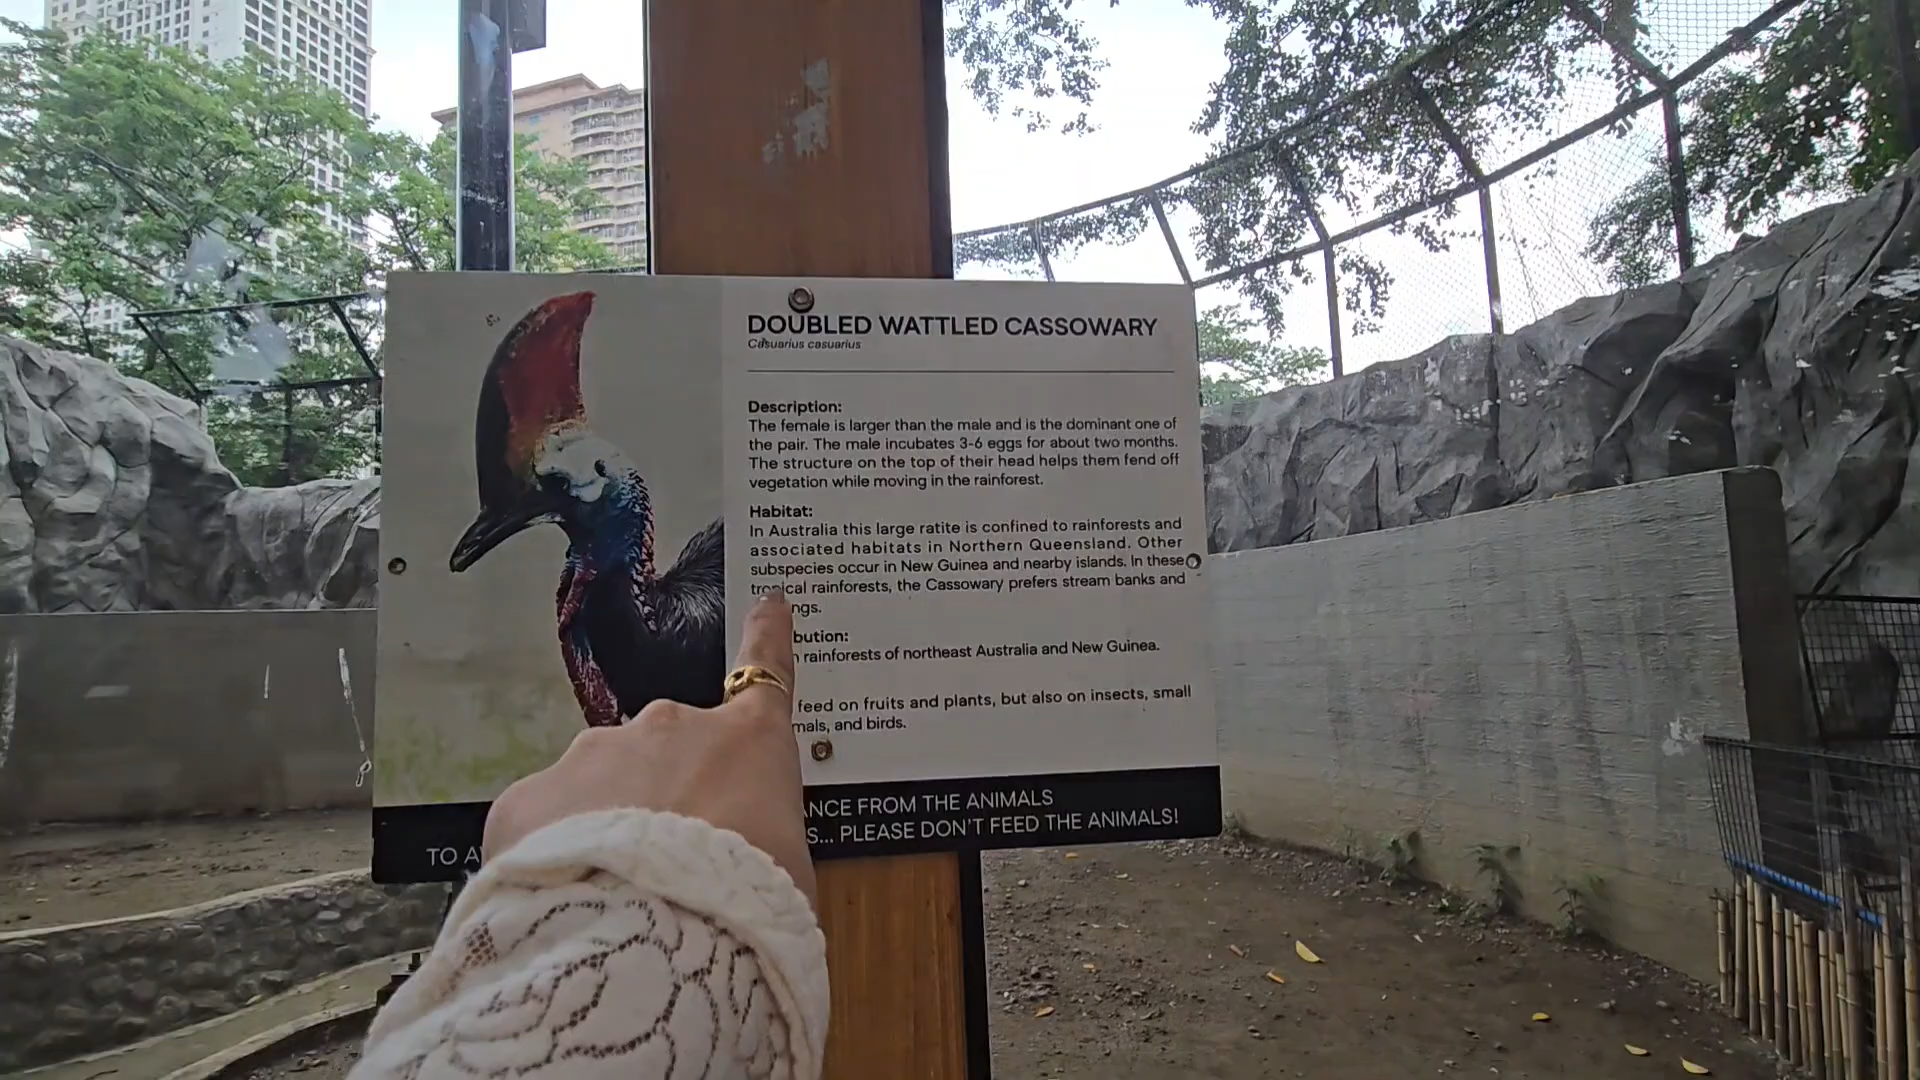 DOUBLED WATTLED CASSOWARY
Casuarius casuarius
Description:
The female is larger than the male and is the dominant one of
the pair. The male incubates 3-6 eggs for about two months.
The structure on the top of their head helps them fend off
vegetation while moving in the rainforest.
Habitat:
In Australia this large ratite is confined to rainforests and
associated habitats in Northern Queensland. Other
subspecies occur in New Guinea and nearby islands. In these
tropical rainforests, the Cassowary prefers stream banks and
rainforests of northeast Australia and New Guinea.
feed on fruits and plants, but also on insects, small
and birds.
FROM THE ANIMALS
TO
PLEASE DON'T FEED THE ANIMALS!